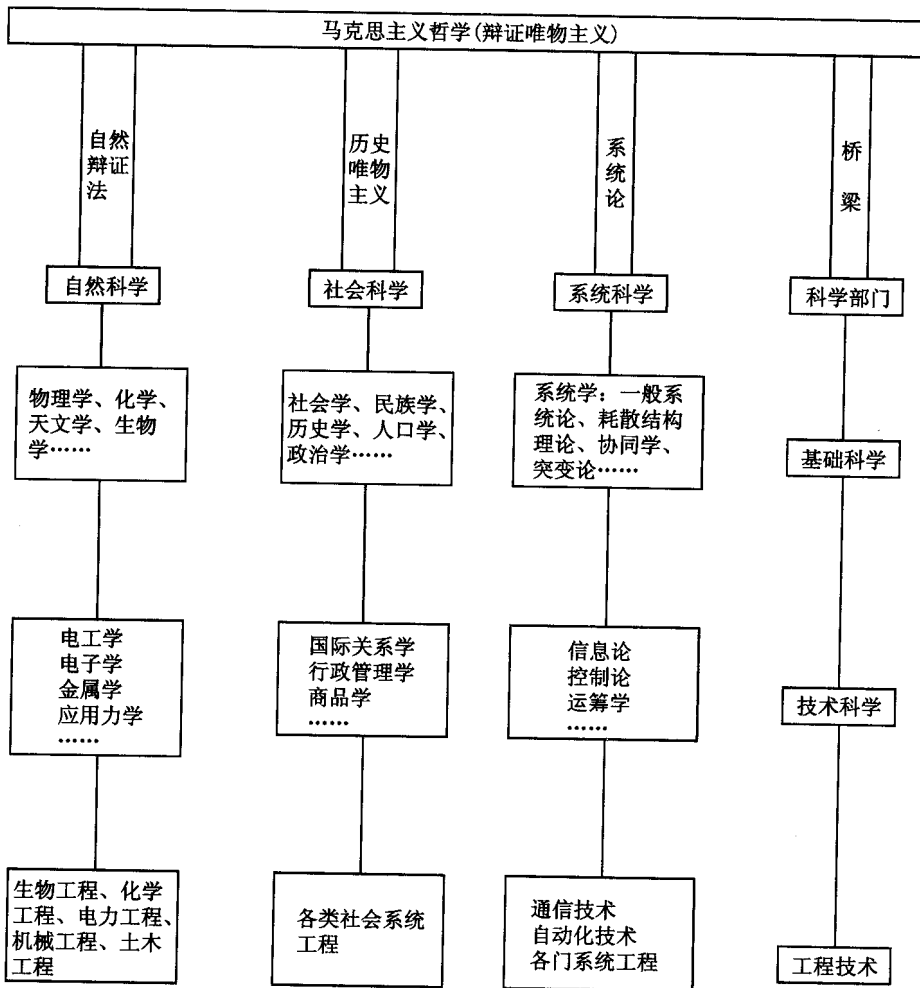 马克思主义哲学(辩证唯物主义)
自然
辩证
法
历史
唯物
主义
系
统
论
桥
梁
自然科学
社会科学
系统科学
科学部门
物理学、化学、
天文学、生物
学……
社会学、民族学、
历史学、人口学、
政治学……
系统学：一般系
统论、耗散结构
理论、协同学、
突变论……
基础科学
电工学
电子学
金属学
应用力学
……
国际关系学
行政管理学
商品学
……
信息论
控制论
运筹学
……
技术科学
生物工程、化学
工程、电力工程、
机械工程、土木
工程
各类社会系统
工程
通信技术
自动化技术
各门系统工程
工程技术